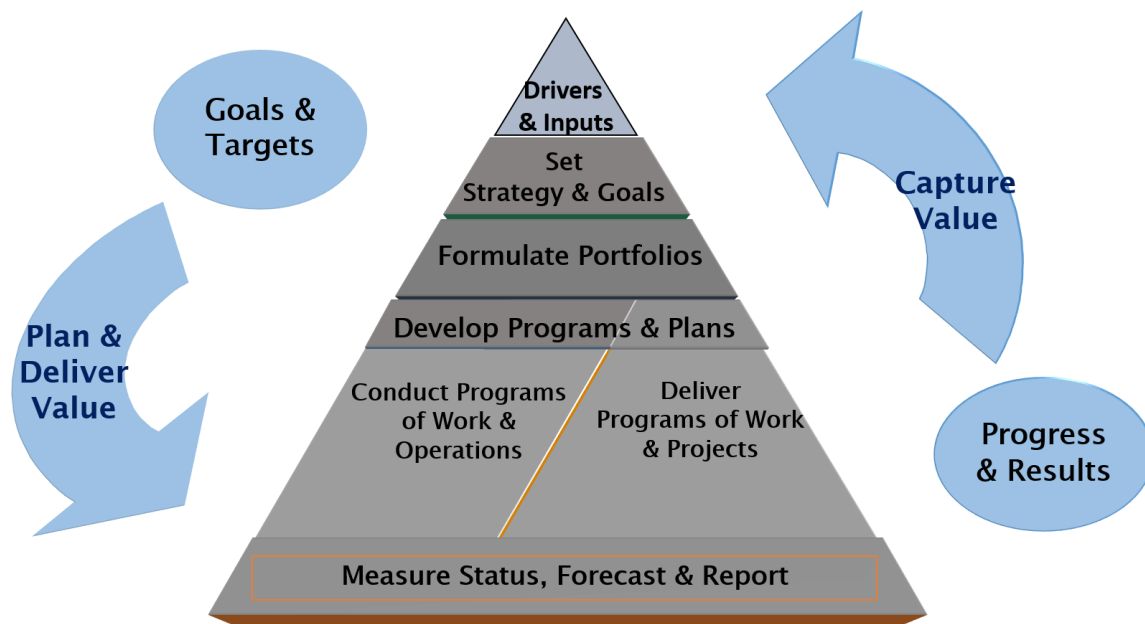 Goals &
Targets
Plan &
Deliver
Value
Drivers
& Inputs
Set
Strategy & Goals
Formulate Portfolios
Develop Programs & Plans
Conduct Programs
of Work &
Operations
Deliver
Programs of Work
& Projects
Measure Status, Forecast & Report
Capture
Value
Progress
& Results